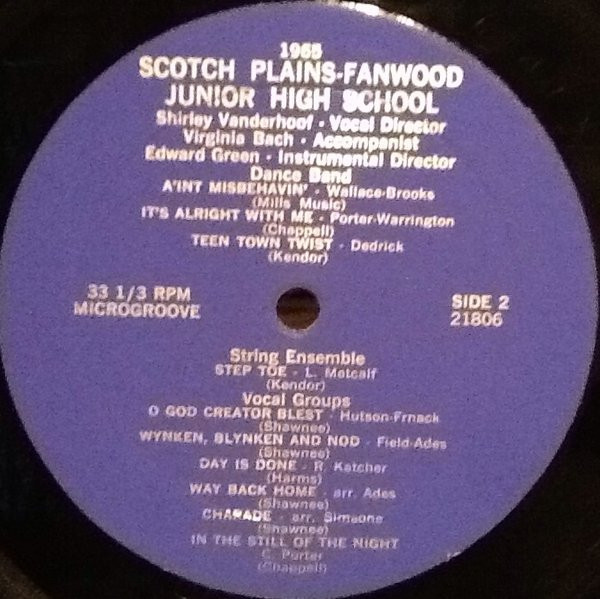 1965
SCOTCH PLAINS-FANWOOD
JUNIOR HIGH SCHOOL
Shirley Vanderhoof · Vocal Director
Virginia Bach · Accompanist
Edward Green · Instrumental Director
Dance Band
A'INT MISBEHAVIN' · Wallace-Brooks
(Mills Music)
IT'S ALRIGHT WITH ME · Porter-Warrington
(Chappell)
TEEN TOWN TWIST · Dedrick
(Kendor)
33 1/3 RPM
MICROGROOVE
SIDE 2
21806
String Ensemble
STEP TOE · L. Metcalf
(Kendor)
Vocal Groups
O GOD CREATOR BLEST · Hutson-Frnack
(Shawnee)
WYNKEN, BLYNKEN AND NOD · Field-Ades
(Shawnee)
DAY IS DONE · R. Katcher
(Harms)
WAY BACK HOME · arr. Ades
(Shawnee)
CHARADE · arr. Simeone
(Shawnee)
IN THE STILL OF THE NIGHT
C. Porter
(Chappell)